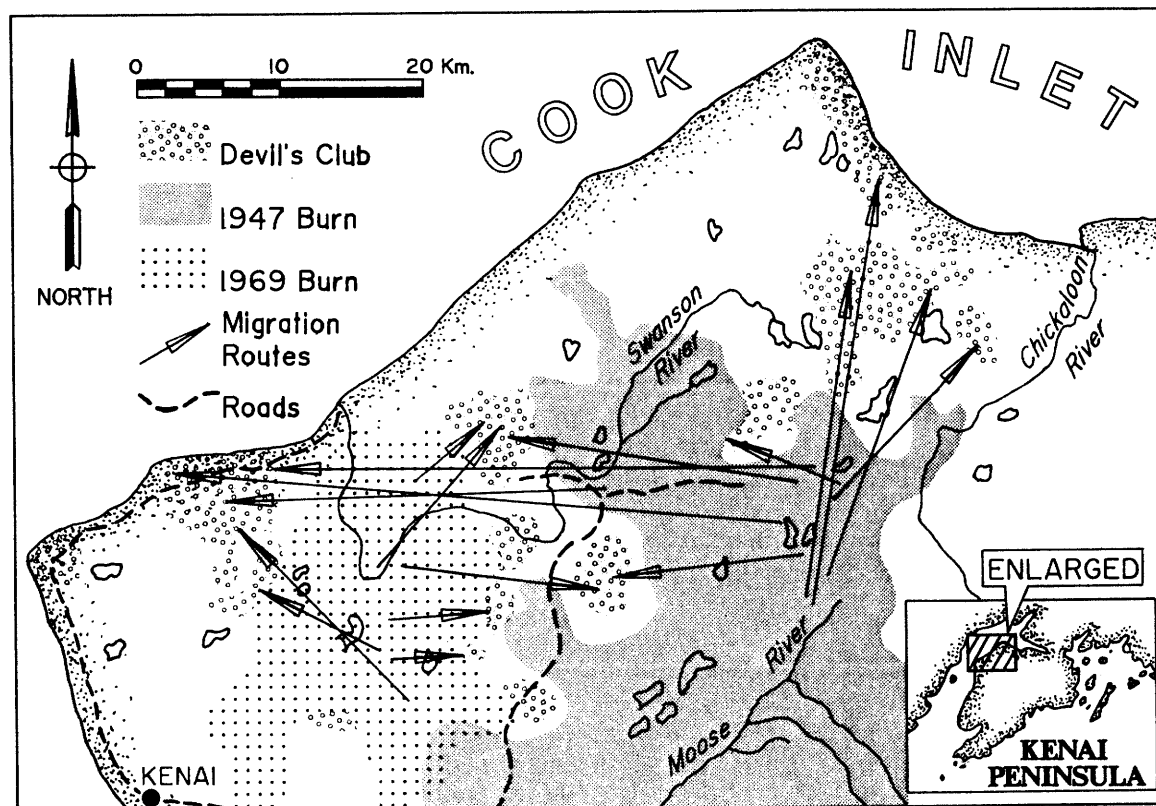 COOK INLET
0 10 20 Km.
Devil's Club
1947 Burn
1969 Burn
NORTH
Migration
Routes
Roads
Swanson
River
Chickaloon
River
Moose River
KENAI
ENLARGED
KENAI
PENINSULA